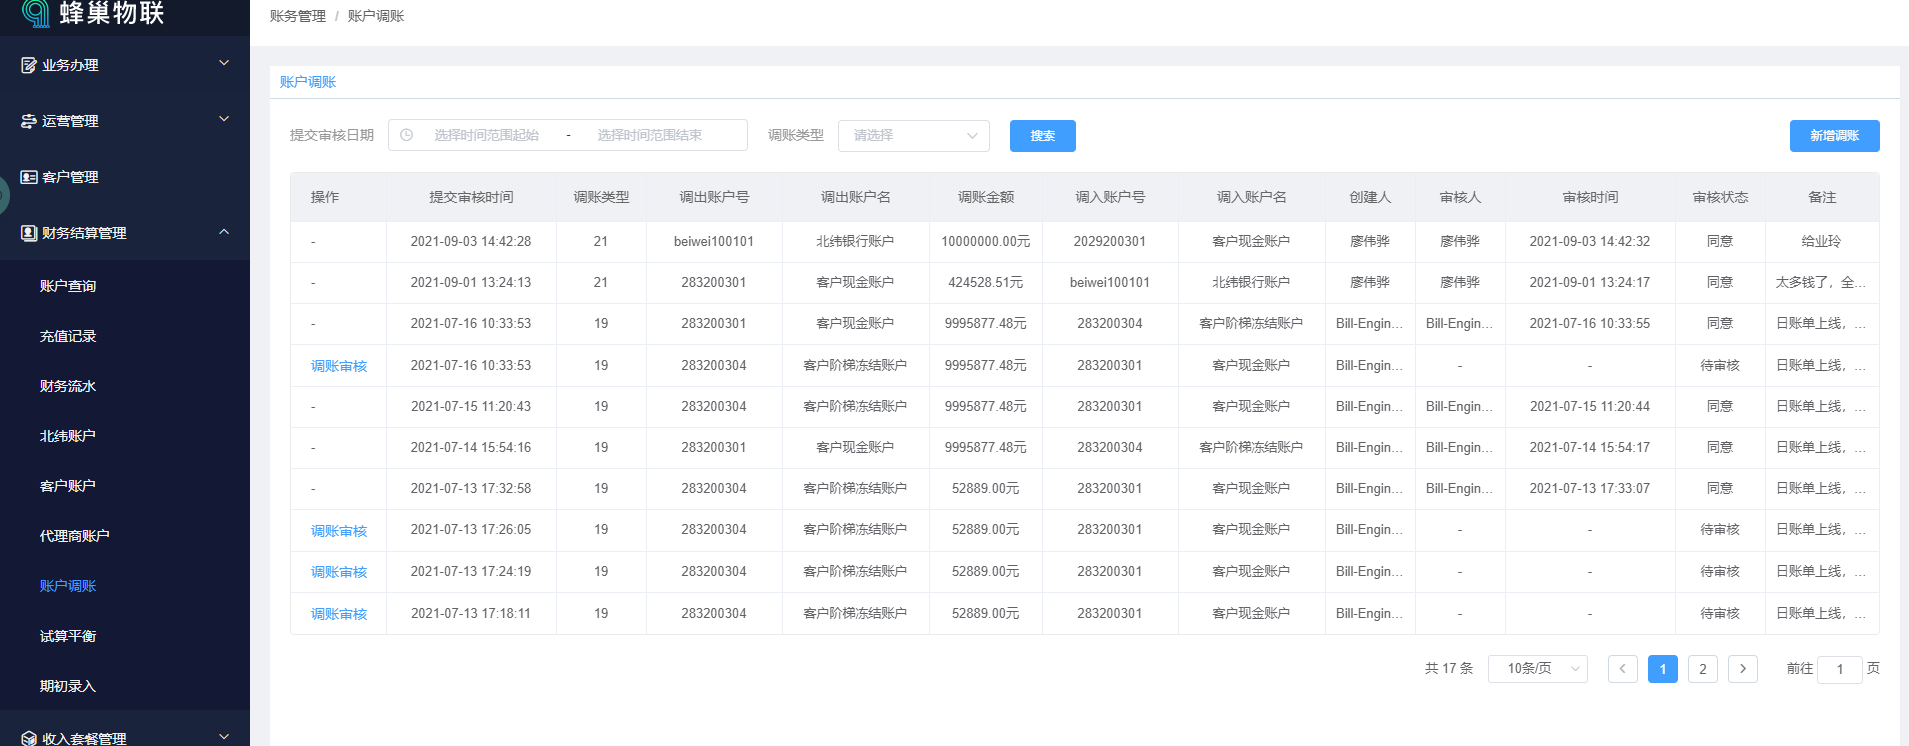 蜂巢物联
业务办理
运营管理
客户管理
财务结算管理
账户查询
充值记录
财务流水
北纬账户
客户账户
代理商账户
账户调账
试算平衡
期初录入
收入套餐管理
账务管理 / 账户调账
账户调账
提交审核日期 选择时间范围起始 - 选择时间范围结束 调账类型 请选择 搜索 新增调账
操作 提交审核时间 调账类型 调出账户号 调出账户名 调账金额 调入账户号 调入账户名 创建人 审核人 审核时间 审核状态 备注
- 2021-09-03 14:42:28 21 beiwei100101 北纬银行账户 10000000.00元 2029200301 客户现金账户 廖伟骅 廖伟骅 2021-09-03 14:42:32 同意 给业玲
- 2021-09-01 13:24:13 21 283200301 客户现金账户 424528.51元 beiwei100101 北纬银行账户 廖伟骅 廖伟骅 2021-09-01 13:24:17 同意 太多钱了，全...
- 2021-07-16 10:33:53 19 283200301 客户现金账户 9995877.48元 283200304 客户阶梯冻结账户 Bill-Engin... Bill-Engin... 2021-07-16 10:33:55 同意 日账单上线，...
调账审核 2021-07-16 10:33:53 19 283200304 客户阶梯冻结账户 9995877.48元 283200301 客户现金账户 Bill-Engin... - - 待审核 日账单上线，...
- 2021-07-15 11:20:43 19 283200304 客户阶梯冻结账户 9995877.48元 283200301 客户现金账户 Bill-Engin... Bill-Engin... 2021-07-15 11:20:44 同意 日账单上线，...
- 2021-07-14 15:54:16 19 283200301 客户现金账户 9995877.48元 283200304 客户阶梯冻结账户 Bill-Engin... Bill-Engin... 2021-07-14 15:54:17 同意 日账单上线，...
- 2021-07-13 17:32:58 19 283200304 客户阶梯冻结账户 52889.00元 283200301 客户现金账户 Bill-Engin... Bill-Engin... 2021-07-13 17:33:07 同意 日账单上线，...
调账审核 2021-07-13 17:26:05 19 283200304 客户阶梯冻结账户 52889.00元 283200301 客户现金账户 Bill-Engin... - - 待审核 日账单上线，...
调账审核 2021-07-13 17:24:19 19 283200304 客户阶梯冻结账户 52889.00元 283200301 客户现金账户 Bill-Engin... - - 待审核 日账单上线，...
调账审核 2021-07-13 17:18:11 19 283200304 客户阶梯冻结账户 52889.00元 283200301 客户现金账户 Bill-Engin... - - 待审核 日账单上线，...
共 17 条 10条/页 < 1 2 > 前往 1 页